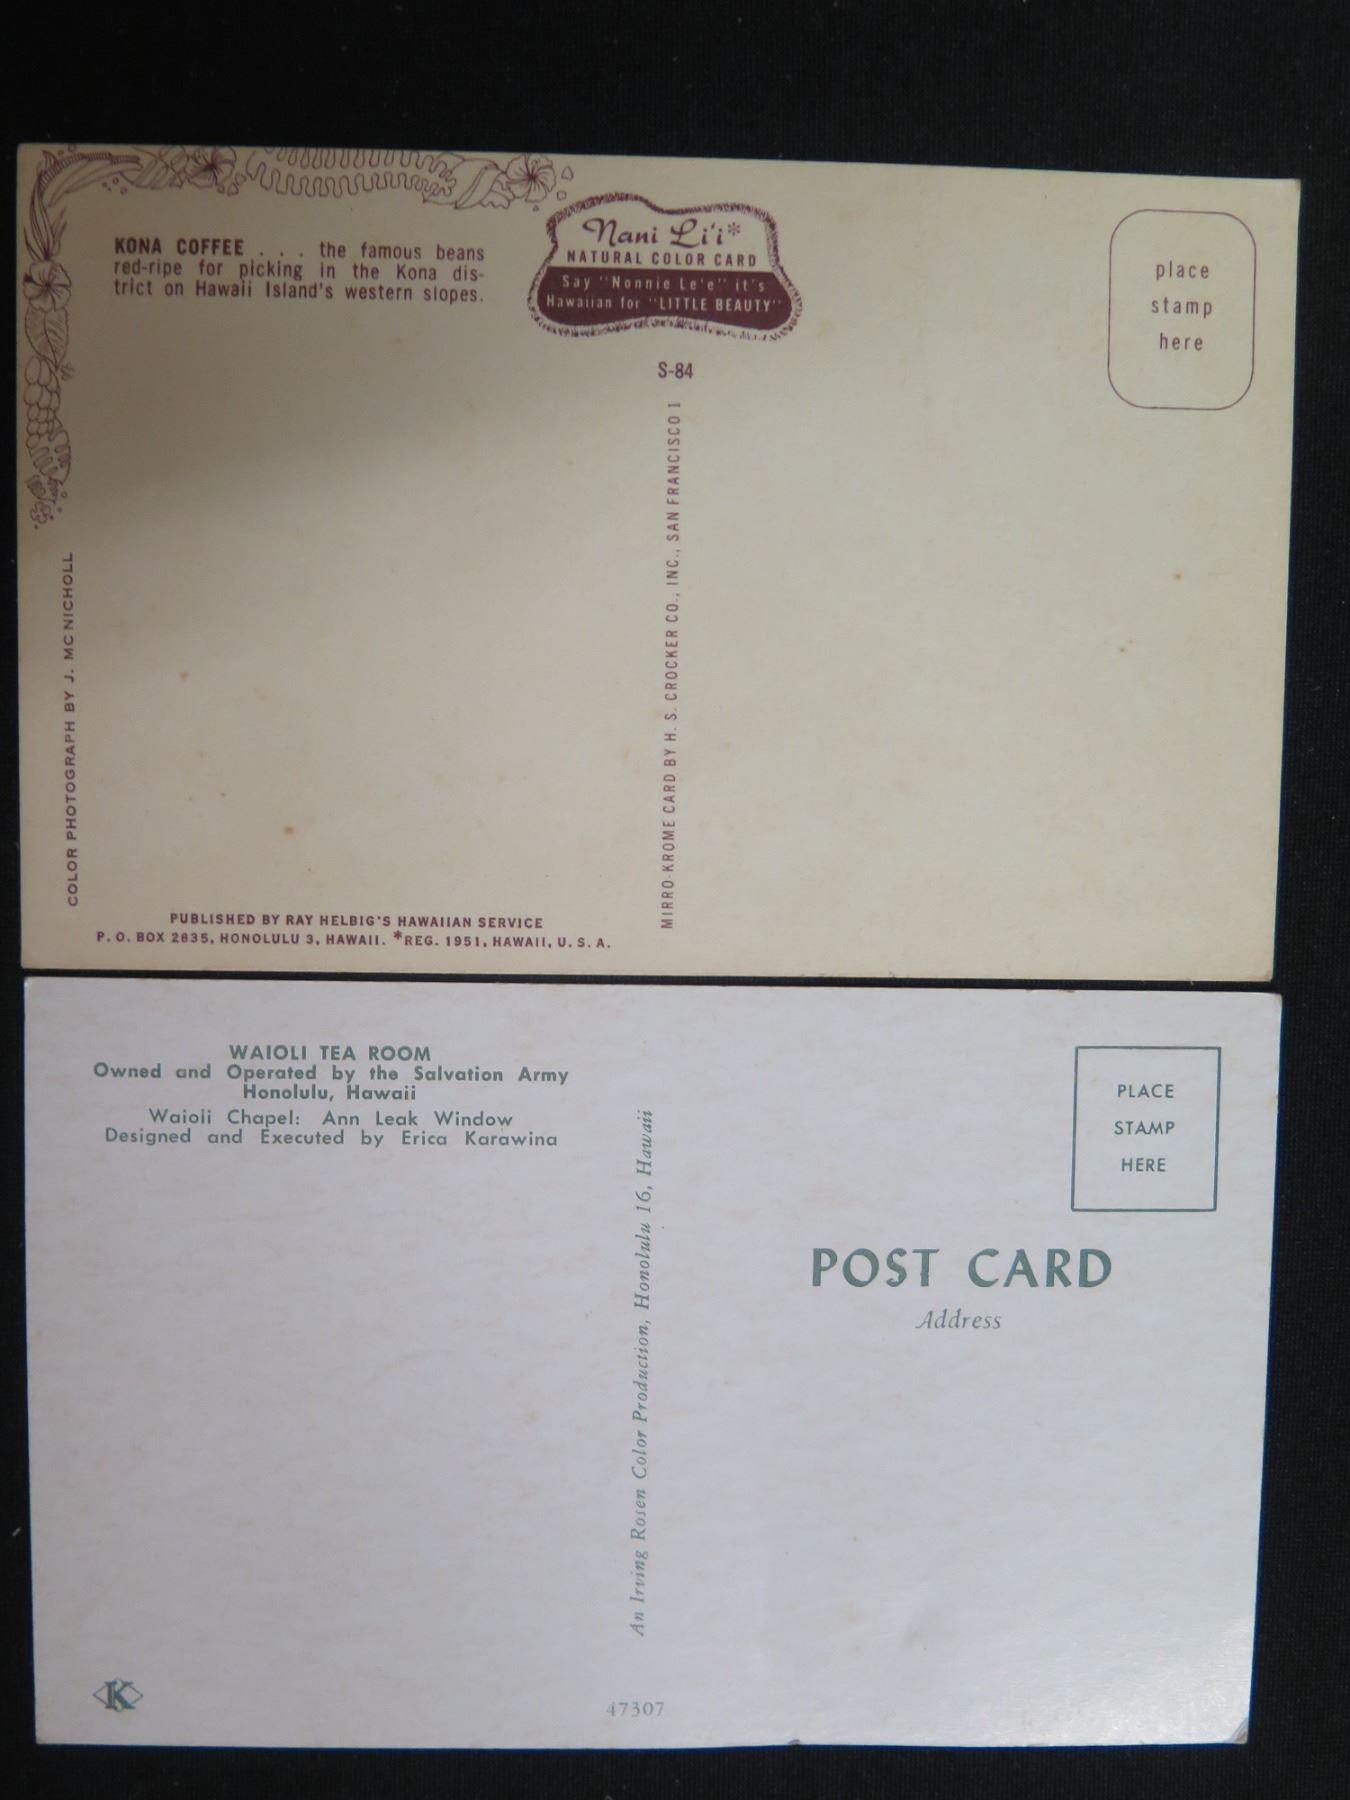 KONA COFFEE . . . the famous beans
red-ripe for picking in the Kona dis-
trict on Hawaii Island's western slopes.
Nani Li'i*
NATURAL COLOR CARD
Say "Nonnie Le'e" it's
Hawaiian for "LITTLE BEAUTY"
place
stamp
here
S-84
MIRRO-KROME CARD BY H. S. CROCKER CO., INC., SAN FRANCISCO 1
COLOR PHOTOGRAPH BY J. MCNICHOLL
PUBLISHED BY RAY HELBIG'S HAWAIIAN SERVICE
P. O. BOX 2835, HONOLULU 3, HAWAII. *REG. 1951, HAWAII, U. S. A.
WAIOLI TEA ROOM
Owned and Operated by the Salvation Army
Honolulu, Hawaii
Waioli Chapel: Ann Leak Window
Designed and Executed by Erica Karawina
An Irving Rosen Color Production, Honolulu 16, Hawaii
PLACE
STAMP
HERE
POST CARD
Address
K
47307